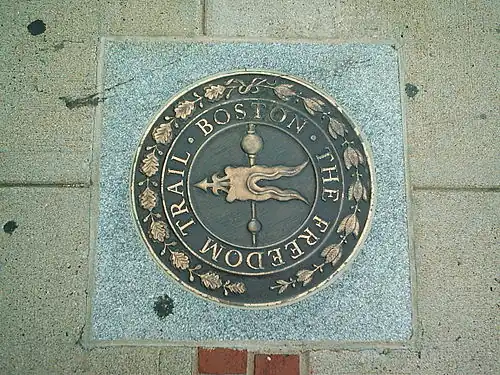 BOSTON · THE FREEDOM TRAIL ·